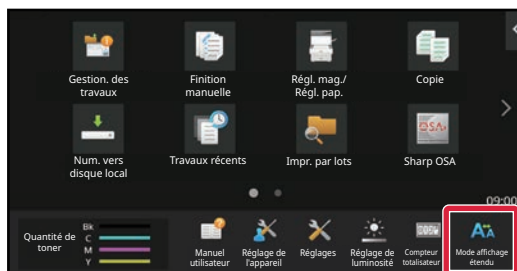 Gestion. des
travaux
Finition
manuelle
Régl. mag./
Régl. pap.
Copie
Num. vers
disque local
Travaux récents
Impr. par lots
Sharp OSA
OSA
09:00
Quantité de
toner
Bk
C
M
Y
Manuel
utilisateur
Réglage de
l'appareil
Réglages
Réglage de
luminosité
Compteur
totalisateur
Mode affichage
étendu